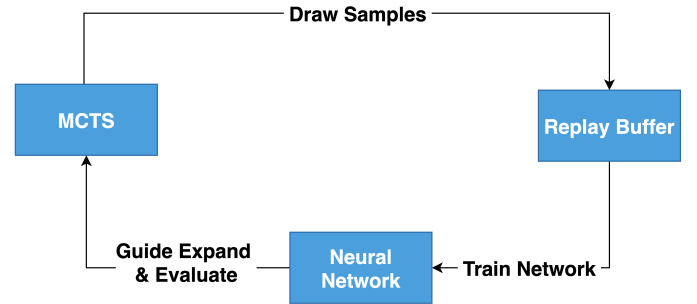 Draw Samples
MCTS
Replay Buffer
Guide Expand
& Evaluate
Neural
Network
Train Network